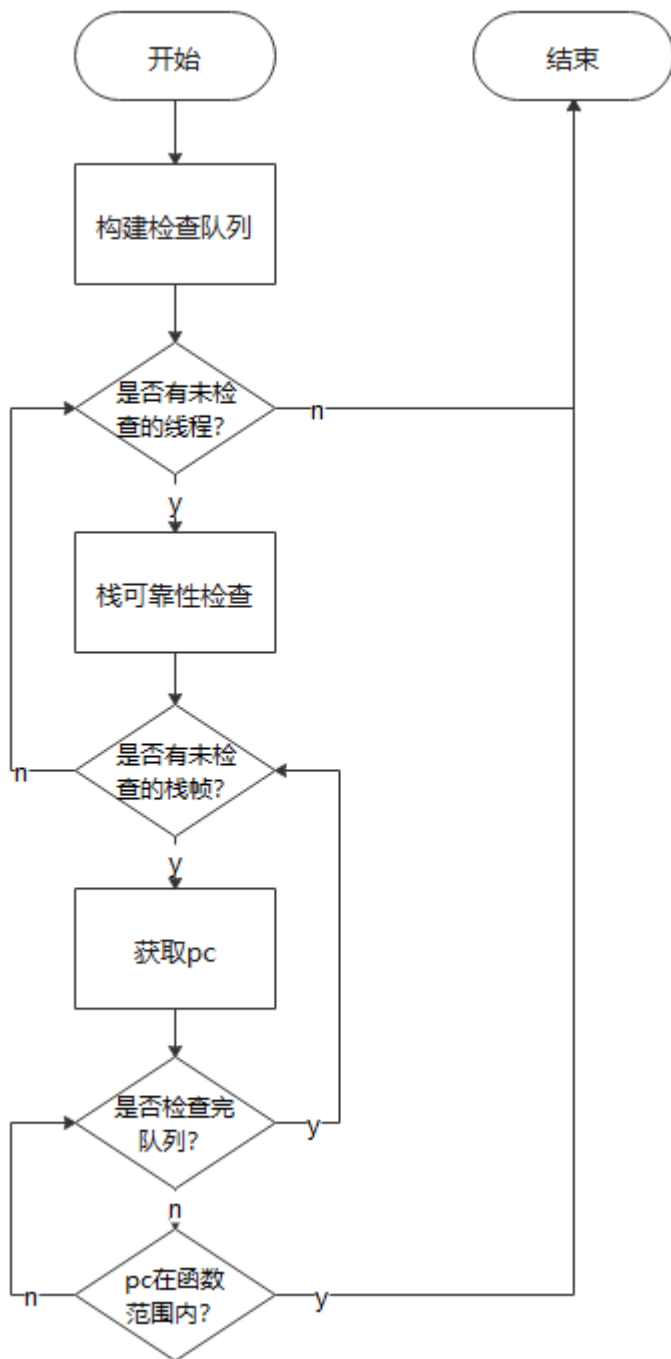 开始
结束
构建检查队列
是否有未检
查的线程？
n
y
栈可靠性检查
是否有未检
查的栈帧？
n
y
获取pc
是否检查完
队列？
y
n
pc在函数
范围内？
n
y